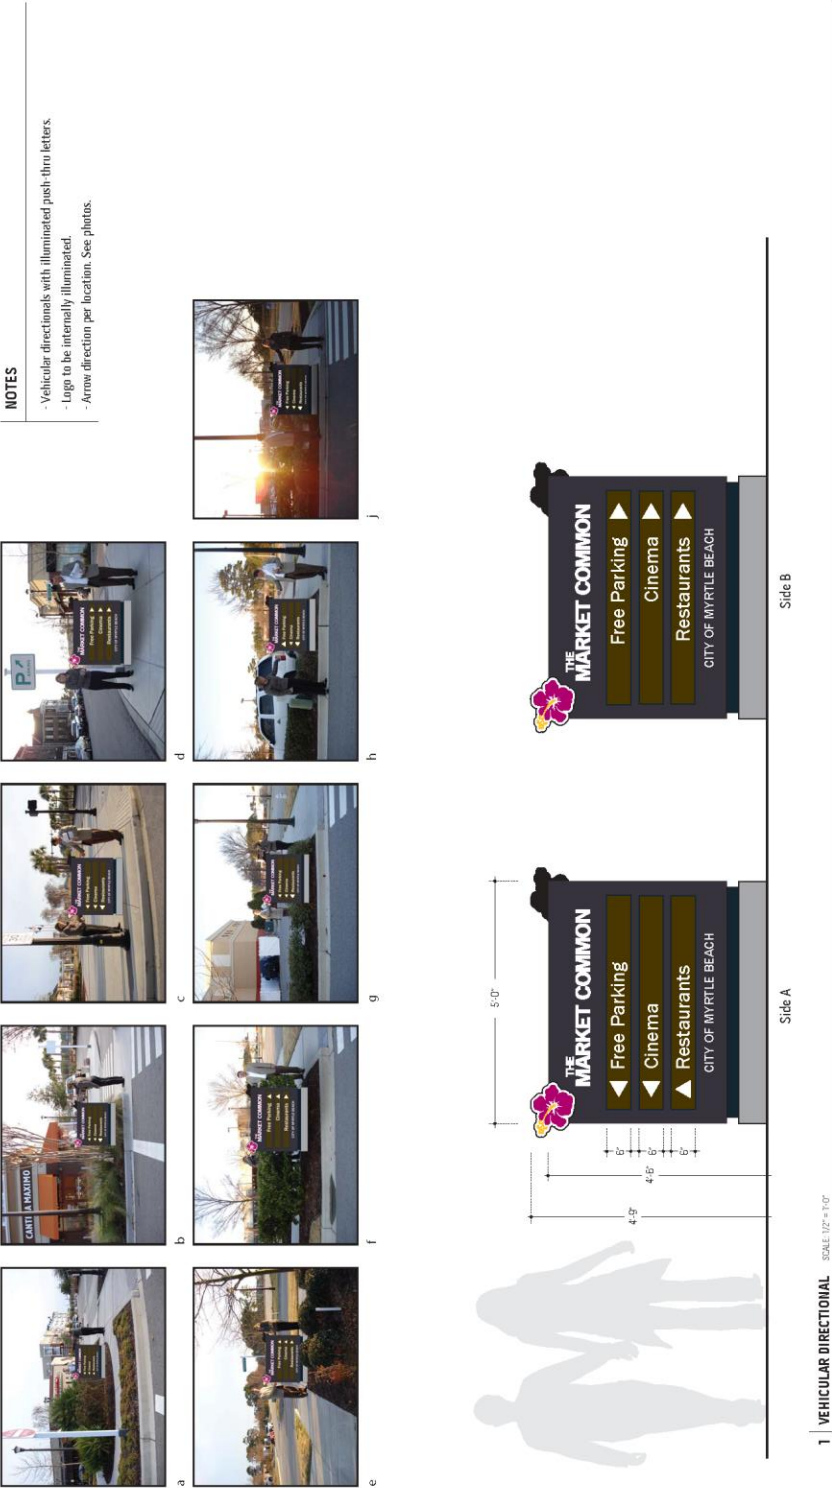 NOTES
- Vehicular directionals with illuminated push-thru letters.
- Logo to be internally illuminated.
- Arrow direction per location. See photos.
CANTINA MAXIMO
P
a
b
c
d
e
f
g
h
j
THE
MARKET COMMON
Free Parking
Cinema
Restaurants
CITY OF MYRTLE BEACH
Side A
THE
MARKET COMMON
Free Parking
Cinema
Restaurants
CITY OF MYRTLE BEACH
Side B
5'-0"
4'-9"
4'-6"
6"
6"
6"
1 VEHICULAR DIRECTIONAL SCALE: 1/2" = 1'-0"